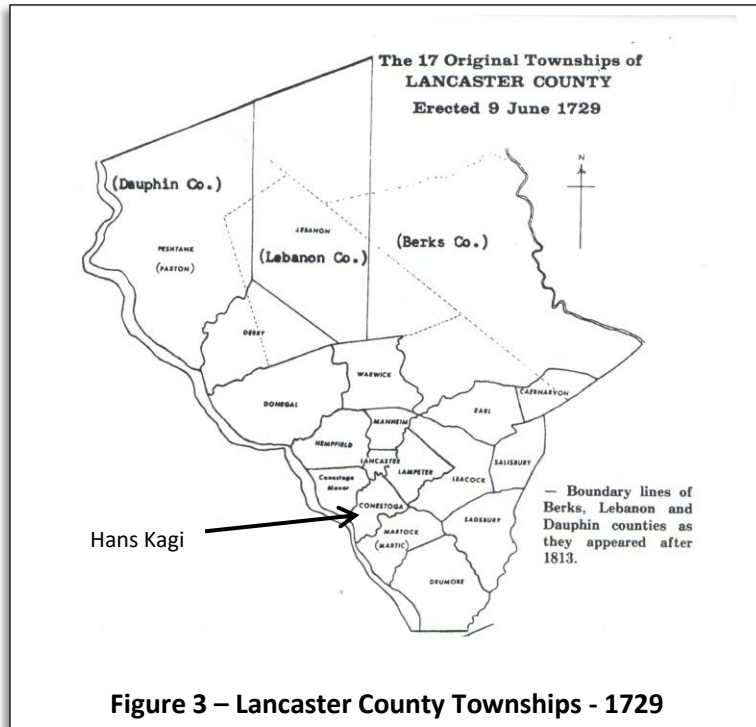 The 17 Original Townships of
LANCASTER COUNTY
Erected 9 June 1729
N
(Dauphin Co.)
LEBANON
(Lebanon Co.)
(Berks Co.)
PESHTANK
(PAXTON)
DERRY
WARWICK
CAERNARVON
DONEGAL
EARL
MANHEIM
HEMPFIELD
LANCASTER
LAMPETER
SALISBURY
LEACOCK
Conestoga
Manor
CONESTOGA
SADSBURY
MARTOCK
(MARTIC)
DRUMORE
— Boundary lines of
Berks, Lebanon and
Dauphin counties as
they appeared after
1813.
Hans Kagi
Figure 3 – Lancaster County Townships - 1729